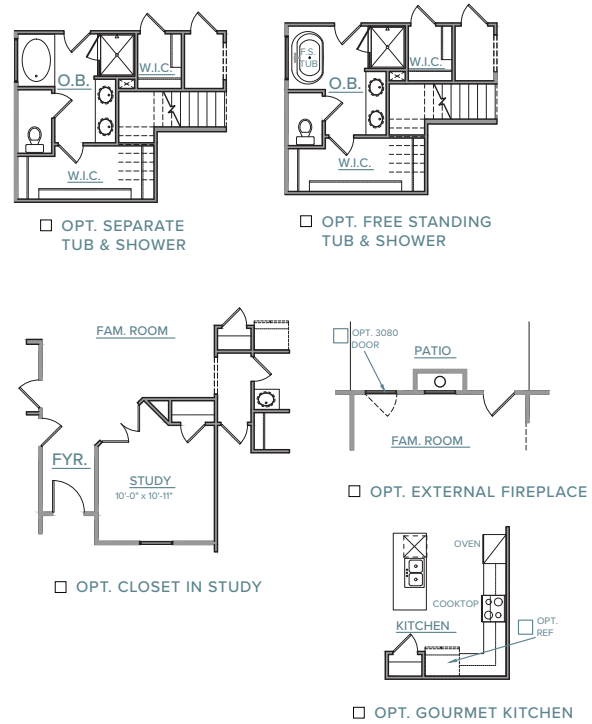 W.I.C.
O.B.
W.I.C.
OPT. SEPARATE
TUB & SHOWER
F.S.
TUB
W.I.C.
O.B.
W.I.C.
OPT. FREE STANDING
TUB & SHOWER
FAM. ROOM
FYR.
STUDY
10'-0" x 10'-11"
OPT. CLOSET IN STUDY
OPT. 3080
DOOR
PATIO
FAM. ROOM
OPT. EXTERNAL FIREPLACE
OVEN
COOKTOP
KITCHEN
OPT.
REF
OPT. GOURMET KITCHEN